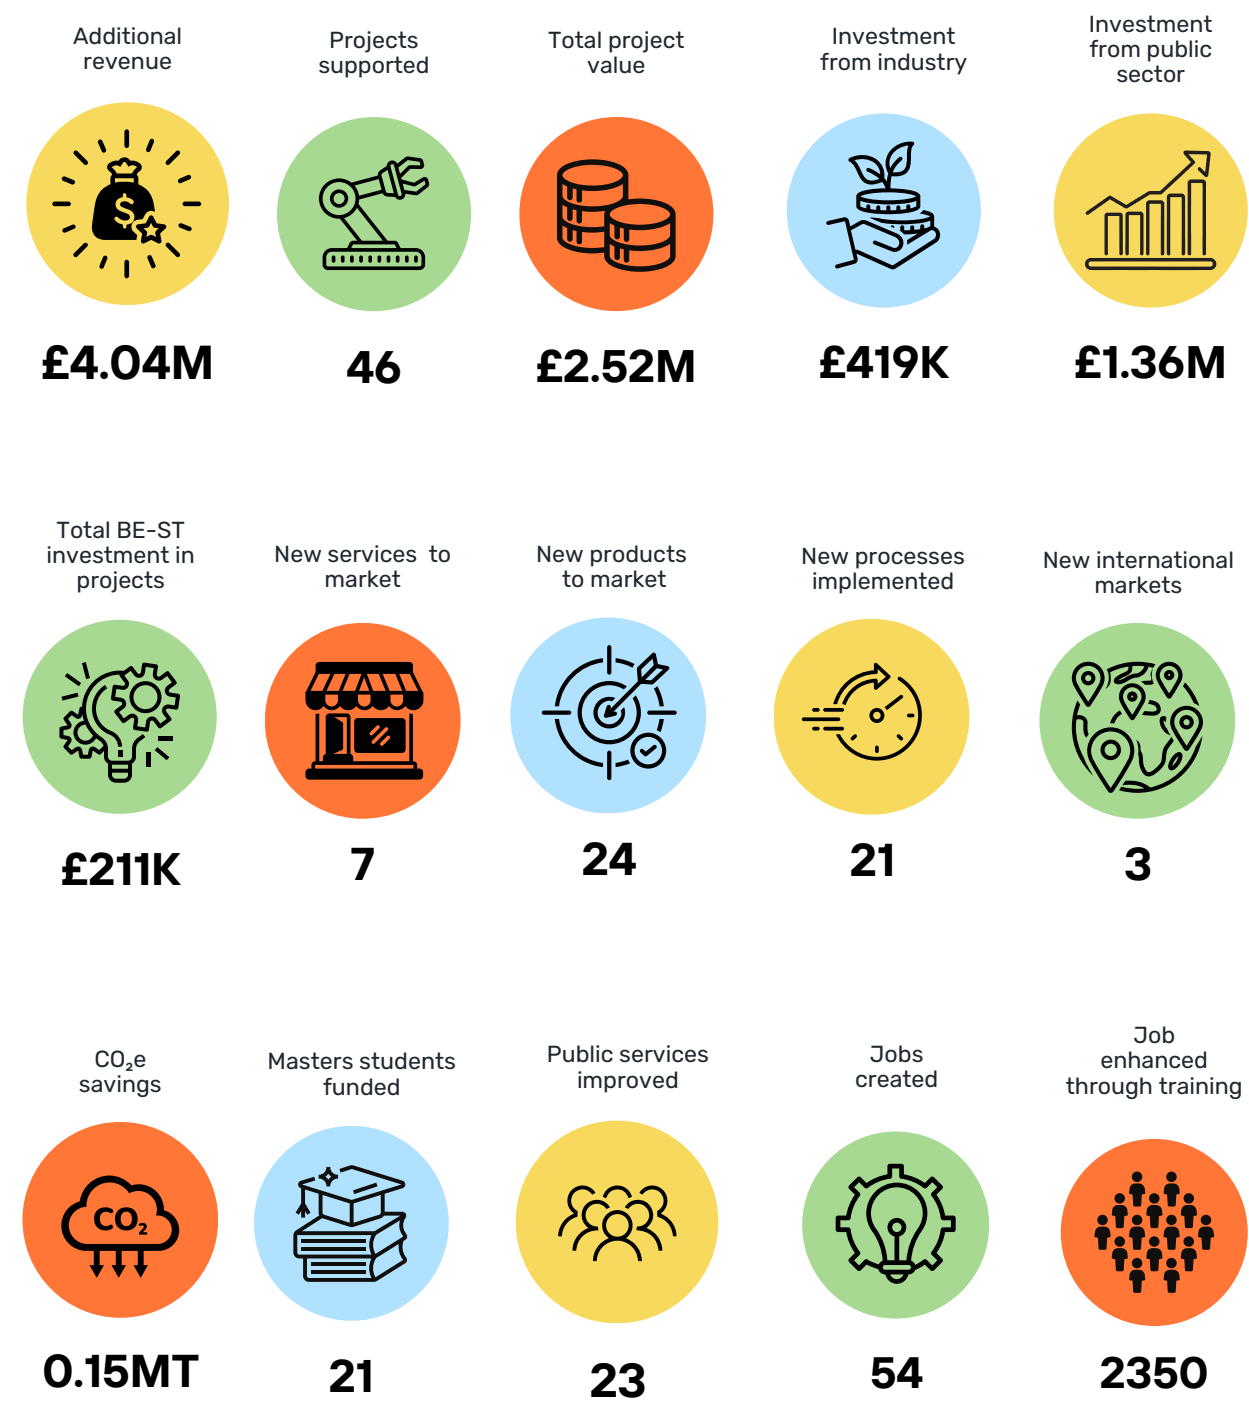 Additional
revenue
$
£4.04M
Projects
supported
46
Total project
value
£2.52M
Investment
from industry
£419K
Investment
from public
sector
£1.36M
Total BE-ST
investment in
projects
£211K
New services  to
market
7
New products
to market
24
New processes
implemented
21
New international
markets
3
CO₂e
savings
CO₂
0.15MT
Masters students
funded
21
Public services
improved
23
Jobs
created
54
Job
enhanced
through training
2350